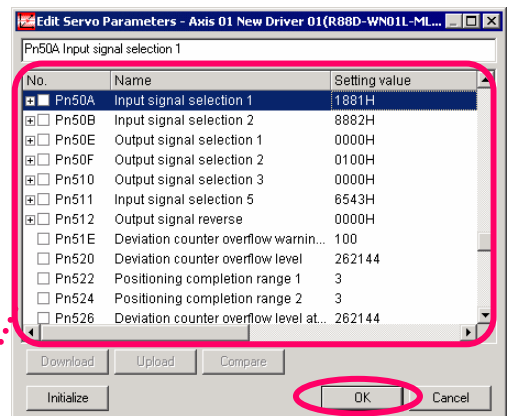 Edit Servo Parameters - Axis 01 New Driver 01(R88D-WN01L-ML...
Pn50A Input signal selection 1
No. Name Setting value
Pn50A Input signal selection 1 1881H
Pn50B Input signal selection 2 8882H
Pn50E Output signal selection 1 0000H
Pn50F Output signal selection 2 0100H
Pn510 Output signal selection 3 0000H
Pn511 Input signal selection 5 6543H
Pn512 Output signal reverse 0000H
Pn51E Deviation counter overflow warnin... 100
Pn520 Deviation counter overflow level 262144
Pn522 Positioning completion range 1 3
Pn524 Positioning completion range 2 3
Pn526 Deviation counter overflow level at... 262144
Download Upload Compare
Initialize OK Cancel